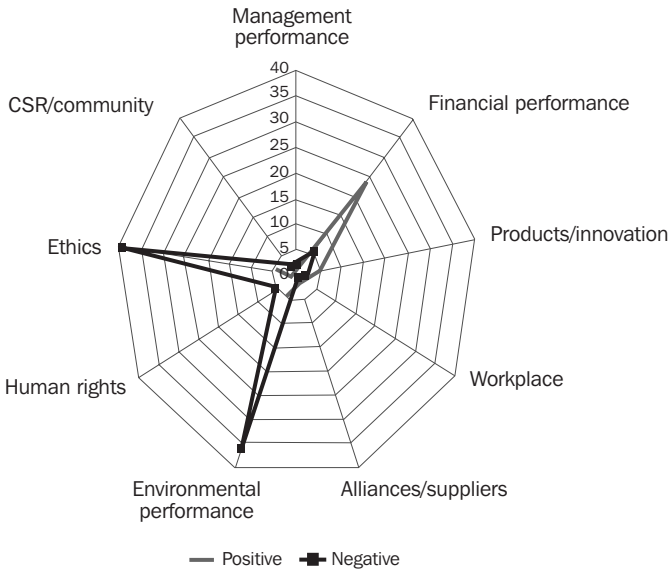 Management
performance
40
35
30
25
20
15
10
5
0
CSR/community
Financial performance
Ethics
Products/innovation
Human rights
Workplace
Environmental
performance
Alliances/suppliers
Positive
Negative